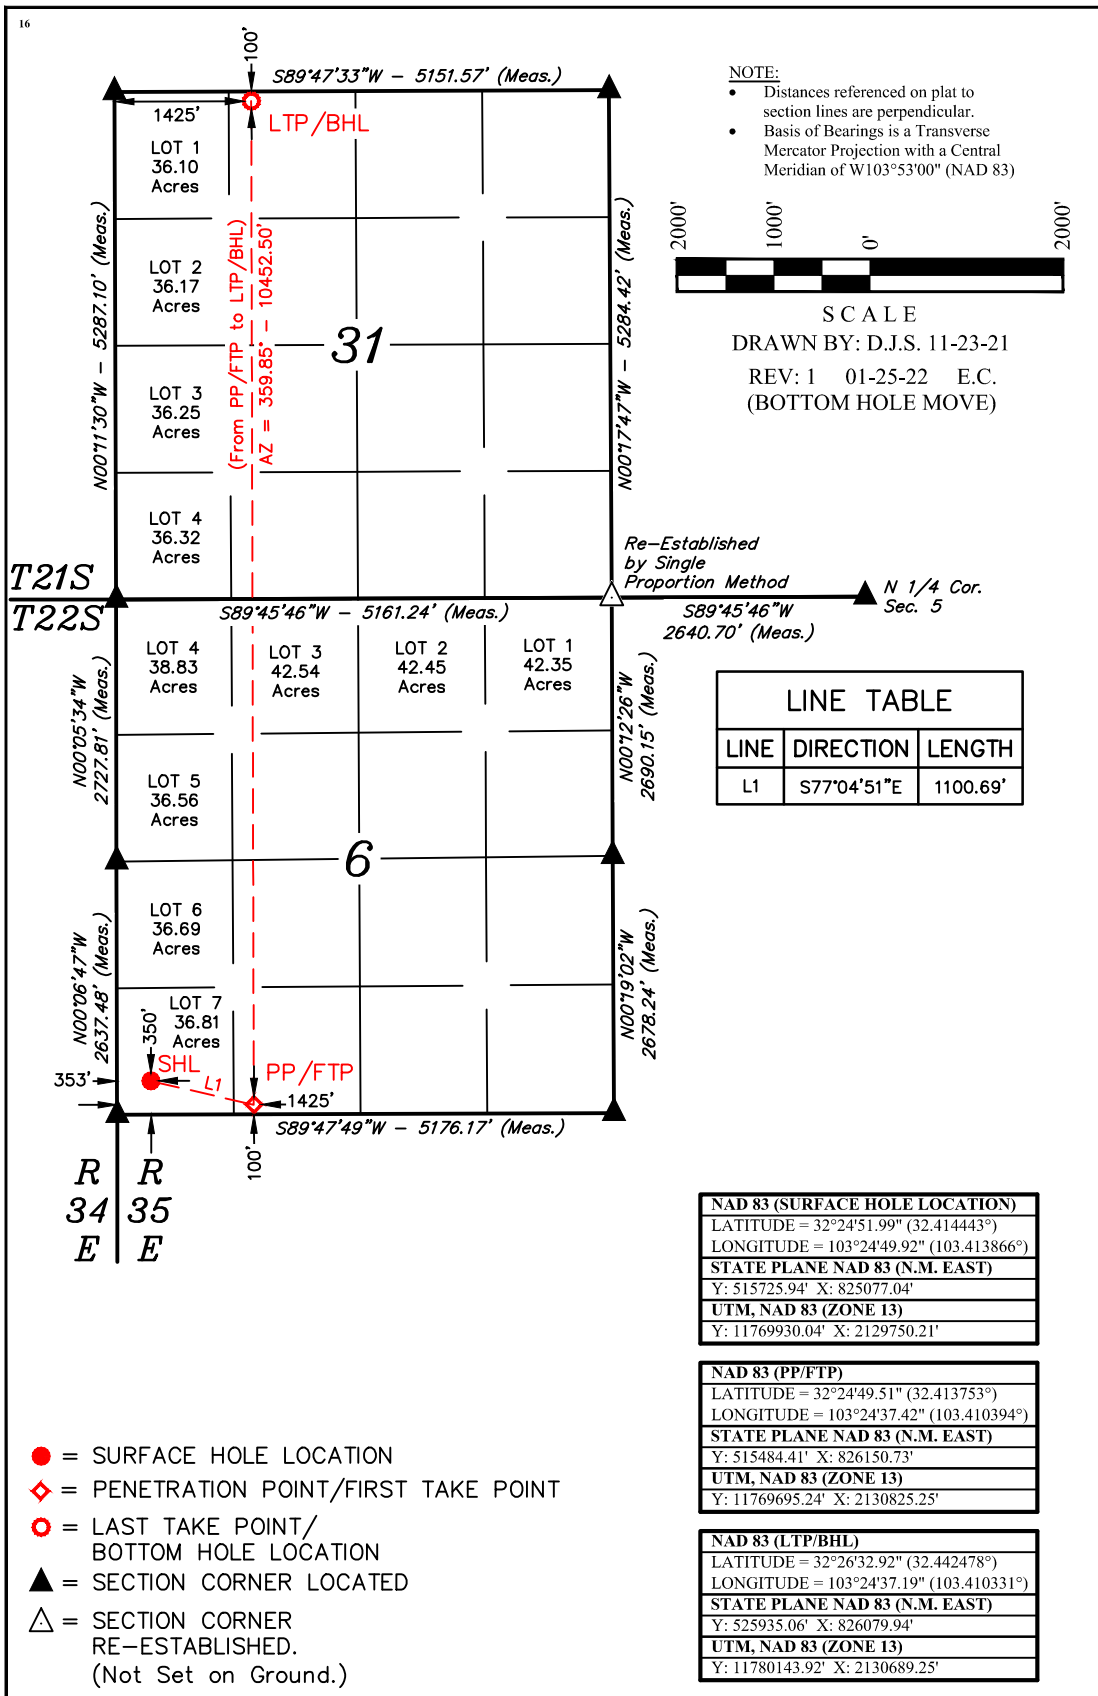 16
100'
S89°47'33"W – 5151.57' (Meas.)
1425'
LTP/BHL
LOT 1
36.10
Acres
LOT 2
36.17
Acres
LOT 3
36.25
Acres
LOT 4
36.32
Acres
N00°11'30"W – 5287.10' (Meas.)
(From PP/FTP to LTP/BHL)
AZ = 359.85° – 10452.50'
31
N00°17'47"W – 5284.42' (Meas.)
NOTE:
• Distances referenced on plat to
section lines are perpendicular.
• Basis of Bearings is a Transverse
Mercator Projection with a Central
Meridian of W103°53'00" (NAD 83)
2000' 1000' 0' 2000'
SCALE
DRAWN BY: D.J.S. 11-23-21
REV: 1 01-25-22 E.C.
(BOTTOM HOLE MOVE)
Re-Established
by Single
Proportion Method
T21S
T22S
S89°45'46"W – 5161.24' (Meas.)
S89°45'46"W
2640.70' (Meas.)
N 1/4 Cor.
Sec. 5
LOT 4
38.83
Acres
LOT 3
42.54
Acres
LOT 2
42.45
Acres
LOT 1
42.35
Acres
N00°05'34"W
2727.81' (Meas.)
N00°12'26"W
2690.15' (Meas.)
LINE TABLE
LINE DIRECTION LENGTH
L1 S77°04'51"E 1100.69'
LOT 5
36.56
Acres
6
LOT 6
36.69
Acres
N00°06'47"W
2637.48' (Meas.)
N00°19'02"W
2678.24' (Meas.)
LOT 7
36.81
Acres
350'
SHL
353'
L1
PP/FTP
1425'
S89°47'49"W – 5176.17' (Meas.)
100'
R R
34 35
E E
NAD 83 (SURFACE HOLE LOCATION)
LATITUDE = 32°24'51.99" (32.414443°)
LONGITUDE = 103°24'49.92" (103.413866°)
STATE PLANE NAD 83 (N.M. EAST)
Y: 515725.94' X: 825077.04'
UTM, NAD 83 (ZONE 13)
Y: 11769930.04' X: 2129750.21'
NAD 83 (PP/FTP)
LATITUDE = 32°24'49.51" (32.413753°)
LONGITUDE = 103°24'37.42" (103.410394°)
STATE PLANE NAD 83 (N.M. EAST)
Y: 515484.41' X: 826150.73'
UTM, NAD 83 (ZONE 13)
Y: 11769695.24' X: 2130825.25'
NAD 83 (LTP/BHL)
LATITUDE = 32°26'32.92" (32.442478°)
LONGITUDE = 103°24'37.19" (103.410331°)
STATE PLANE NAD 83 (N.M. EAST)
Y: 525935.06' X: 826079.94'
UTM, NAD 83 (ZONE 13)
Y: 11780143.92' X: 2130689.25'
= SURFACE HOLE LOCATION
= PENETRATION POINT/FIRST TAKE POINT
= LAST TAKE POINT/
BOTTOM HOLE LOCATION
= SECTION CORNER LOCATED
= SECTION CORNER
RE-ESTABLISHED.
(Not Set on Ground.)